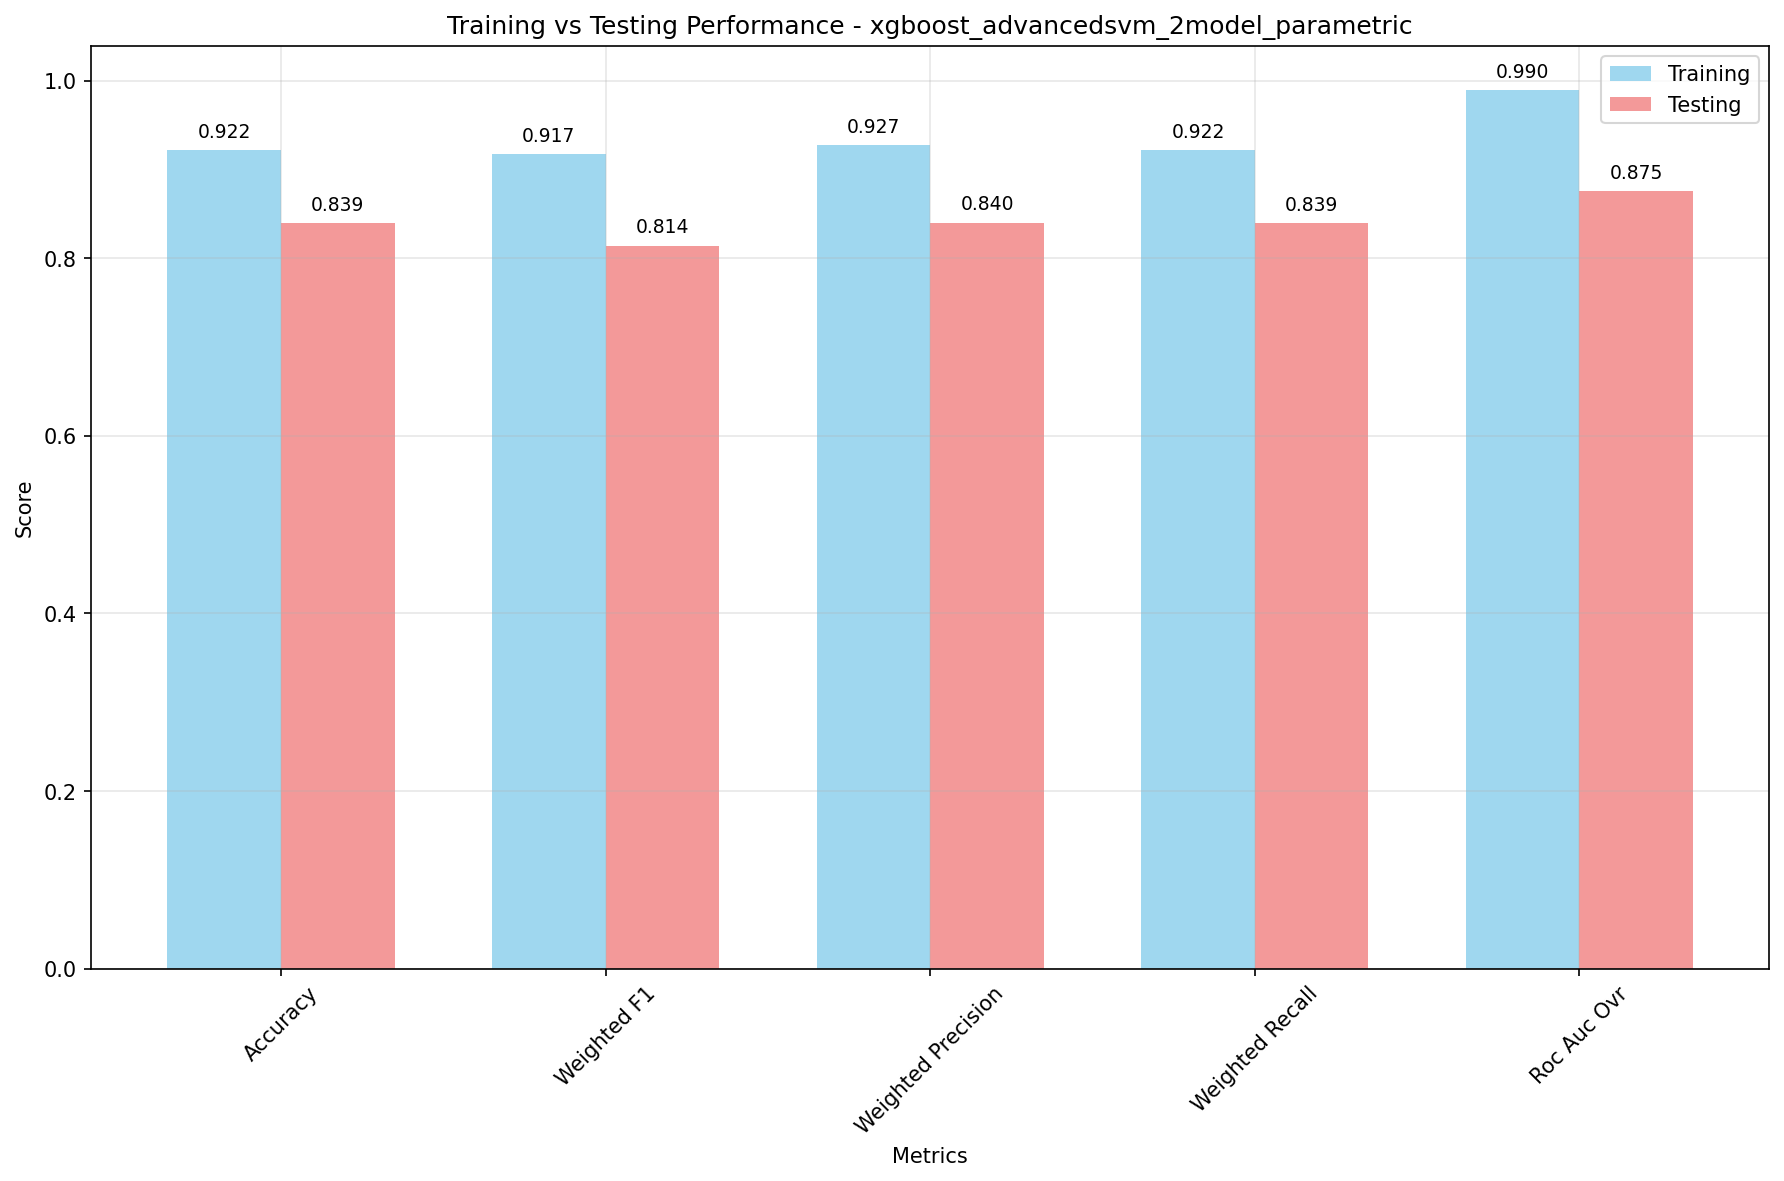 Training vs Testing Performance - xgboost_advancedsvm_2model_parametric
Training
Testing
Score
1.0
0.8
0.6
0.4
0.2
0.0
0.922
0.839
0.917
0.814
0.927
0.840
0.922
0.839
0.990
0.875
Accuracy
Weighted F1
Weighted Precision
Weighted Recall
Roc Auc Ovr
Metrics